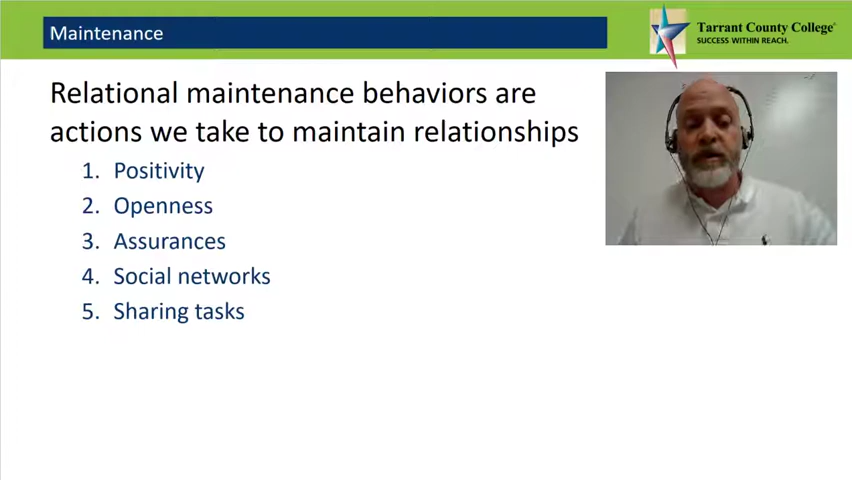 Maintenance
Tarrant County College
SUCCESS WITHIN REACH.
Relational maintenance behaviors are
actions we take to maintain relationships
1. Positivity
2. Openness
3. Assurances
4. Social networks
5. Sharing tasks